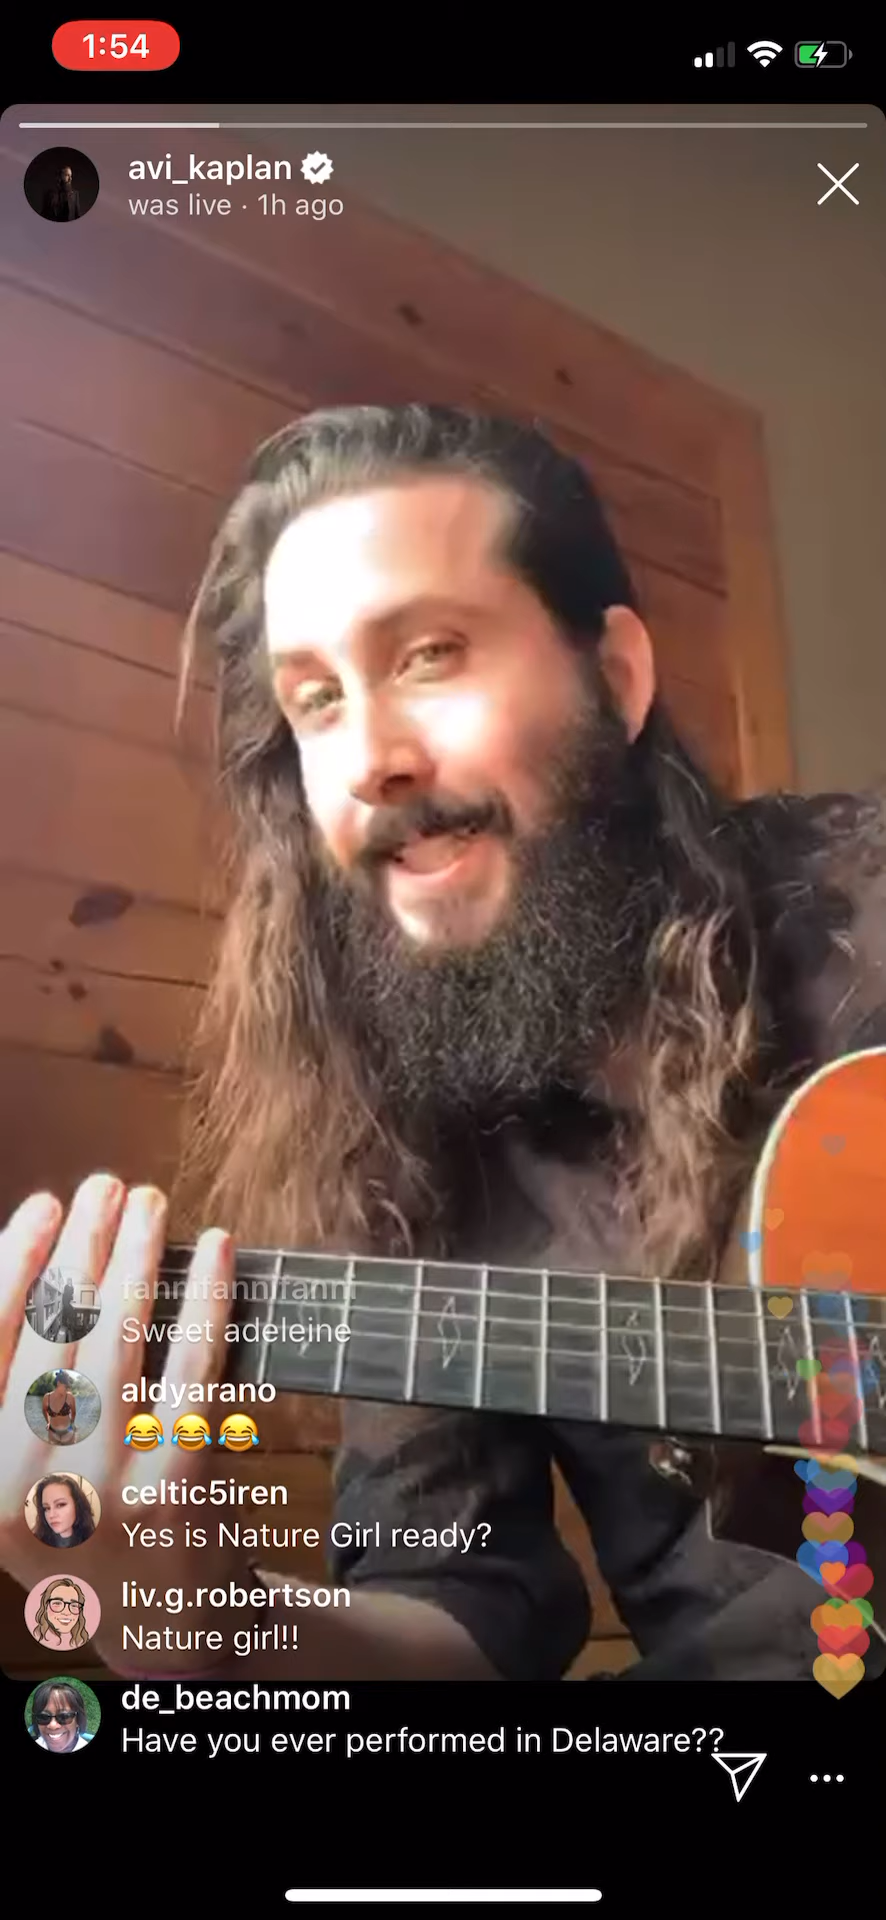 1:54
avi_kaplan
was live · 1h ago
fannifannifanni
Sweet adeleine
aldyarano
😂😂😂
celtic5iren
Yes is Nature Girl ready?
liv.g.robertson
Nature girl!!
de_beachmom
Have you ever performed in Delaware??